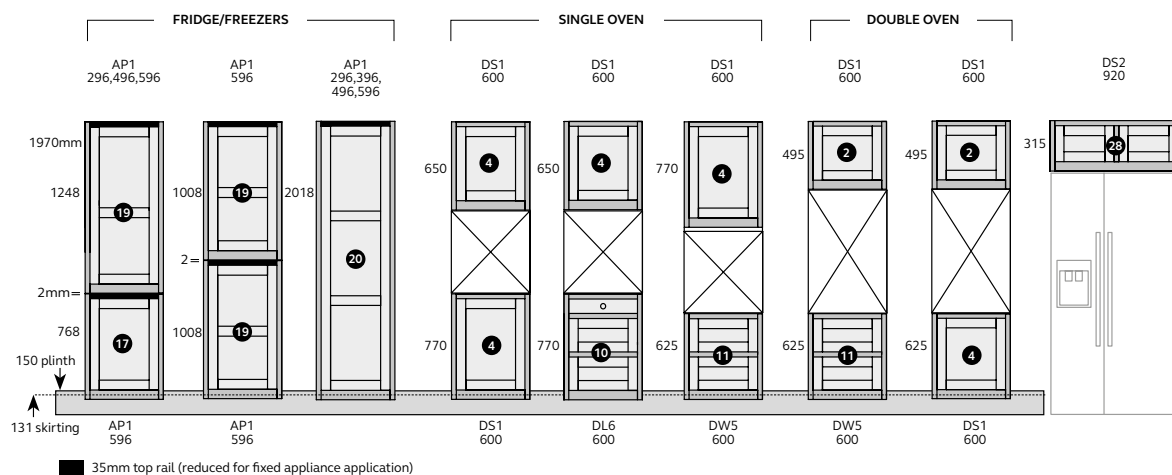 FRIDGE/FREEZERS
SINGLE OVEN
DOUBLE OVEN
AP1
296,496,596
AP1
596
AP1
296,396,
496,596
DS1
600
DS1
600
DS1
600
DS1
600
DS1
600
DS2
920
1970mm
1248
19
2mm=
768
17
1008
19
2=
1008
19
2018
20
650
4
770
4
650
4
770
10
770
4
625
11
495
2
625
11
495
2
625
4
315
28
150 plinth
131 skirting
AP1
596
AP1
596
DS1
600
DL6
600
DW5
600
DW5
600
DS1
600
35mm top rail (reduced for fixed appliance application)